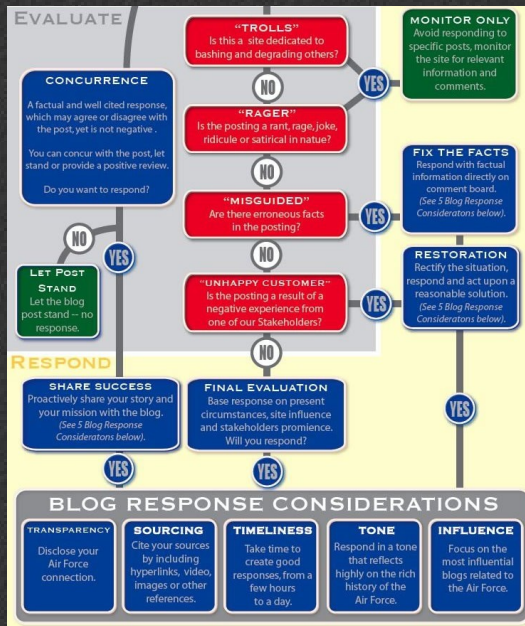 EVALUATE
"TROLLS"
Is this a site dedicated to
bashing and degrading others?
YES
MONITOR ONLY
Avoid responding to
specific posts, monitor
the site for relevant
information and
comments.
CONCURRENCE
A factual and well cited response,
which may agree or disagree with
the post, yet is not negative .
You can concur with the post, let
stand or provide a positive review.
Do you want to respond?
NO
"RAGER"
Is the posting a rant, rage, joke,
ridicule or satirical in natue?
NO
FIX THE FACTS
Respond with factual
information directly on
comment board.
(See 5 Blog Response
Consideratons below).
"MISGUIDED"
Are there erroneous facts
in the posting?
YES
NO
YES
NO
LET POST
STAND
Let the blog
post stand -- no
response.
"UNHAPPY CUSTOMER"
Is the posting a result of a
negative experience from
one of our Stakeholders?
YES
RESTORATION
Rectify the situation,
respond and act upon a
reasonable solution.
(See 5 Blog Response
Consideratons below).
NO
RESPOND
SHARE SUCCESS
Proactively share your story and
your mission with the blog.
(See 5 Blog Response
Consideratons below).
YES
FINAL EVALUATION
Base response on present
circumstances, site influence
and stakeholders promience.
Will you respond?
YES
YES
BLOG RESPONSE CONSIDERATIONS
TRANSPARENCY
Disclose your
Air Force
connection.
SOURCING
Cite your sources
by including
hyperlinks, video,
images or other
references.
TIMELINESS
Take time to
create good
responses, from a
few hours
to a day.
TONE
Respond in a tone
that reflects
highly on the rich
history of the
Air Force.
INFLUENCE
Focus on the
most influential
blogs related to
the Air Force.